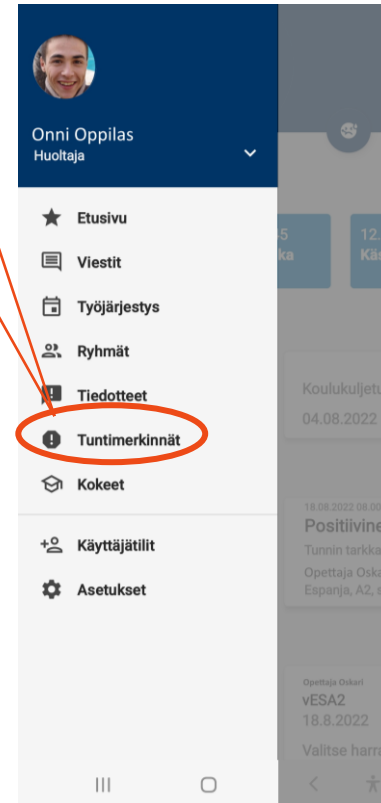 Onni Oppilas
Huoltaja
Etusivu
Viestit
Työjärjestys
Ryhmät
Tiedotteet
Tuntimerkinnät
Kokeet
Käyttäjätilit
Asetukset
12.
Koulukuljetu
04.08.2022
18.08.2022 08.00
Positiivine
Tunnin tarkka
Opettaja Oska
Espanja, A2, s
Opettaja Oskari
vESA2
18.8.2022
Valitse harra